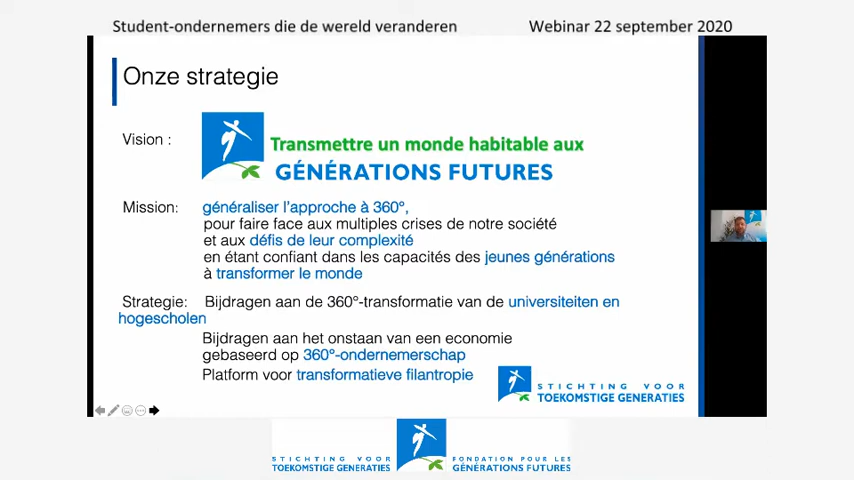 Student-ondernemers die de wereld veranderen Webinar 22 september 2020
Onze strategie
Vision :
Transmettre un monde habitable aux
GÉNÉRATIONS FUTURES
Mission: généraliser l'approche à 360°,
pour faire face aux multiples crises de notre société
et aux défis de leur complexité
en étant confiant dans les capacités des jeunes générations
à transformer le monde
Strategie: Bijdragen aan de 360°-transformatie van de universiteiten en
hogescholen
Bijdragen aan het onstaan van een economie
gebaseerd op 360°-ondernemerschap
Platform voor transformatieve filantropie
STICHTING VOOR
TOEKOMSTIGE GENERATIES
STICHTING VOOR
TOEKOMSTIGE GENERATIES
FONDATION POUR LES
GÉNÉRATIONS FUTURES